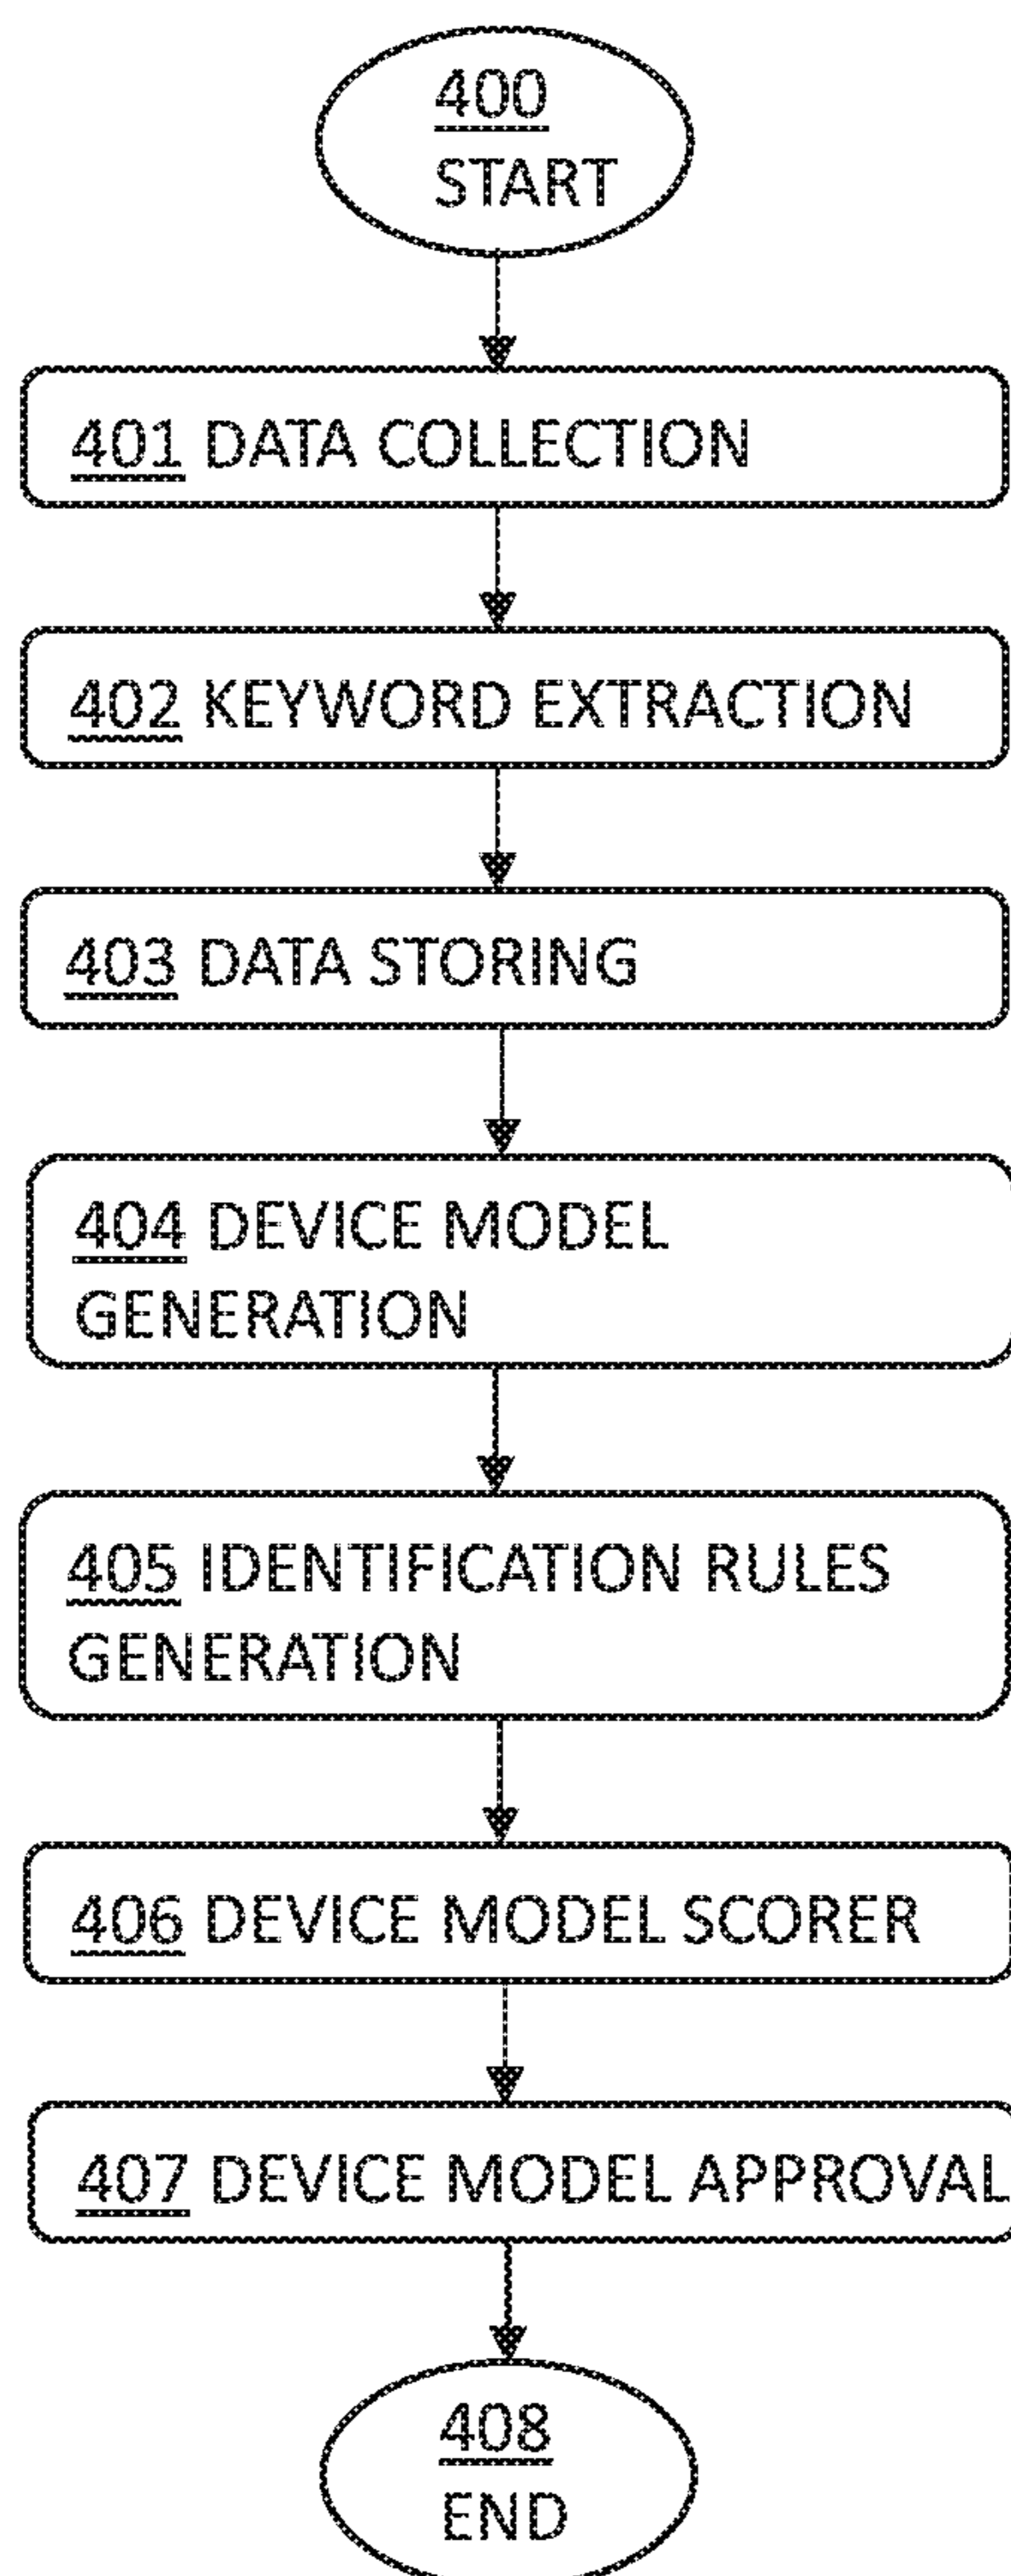 400
START
401 DATA COLLECTION
402 KEYWORD EXTRACTION
403 DATA STORING
404 DEVICE MODEL
GENERATION
405 IDENTIFICATION RULES
GENERATION
406 DEVICE MODEL SCORER
407 DEVICE MODEL APPROVAL
408
END